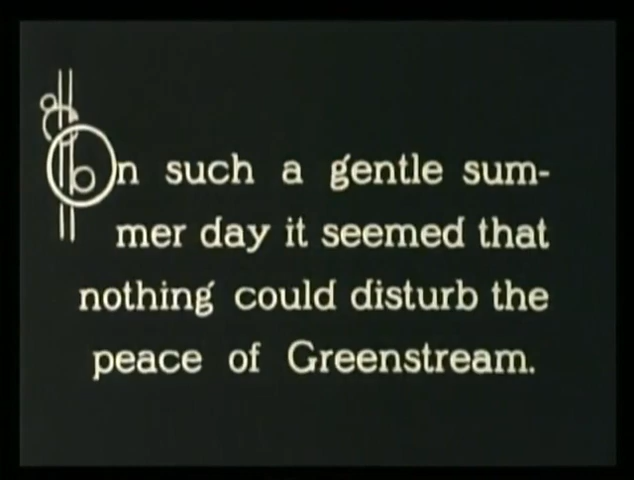 On such a gentle sum-
mer day it seemed that
nothing could disturb the
peace of Greenstream.